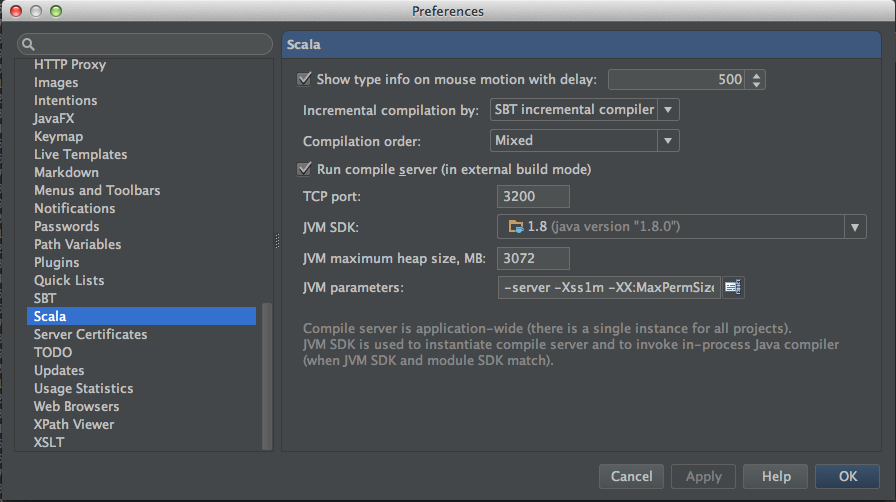 Preferences
HTTP Proxy
Images
Intentions
JavaFX
Keymap
Live Templates
Markdown
Menus and Toolbars
Notifications
Passwords
Path Variables
Plugins
Quick Lists
SBT
Scala
Server Certificates
TODO
Updates
Usage Statistics
Web Browsers
XPath Viewer
XSLT
Scala
Show type info on mouse motion with delay: 500
Incremental compilation by: SBT incremental compiler
Compilation order: Mixed
Run compile server (in external build mode)
TCP port: 3200
JVM SDK: 1.8 (java version "1.8.0")
JVM maximum heap size, MB: 3072
JVM parameters: -server -Xss1m -XX:MaxPermSize
Compile server is application-wide (there is a single instance for all projects).
JVM SDK is used to instantiate compile server and to invoke in-process Java compiler
(when JVM SDK and module SDK match).
Cancel Apply Help OK